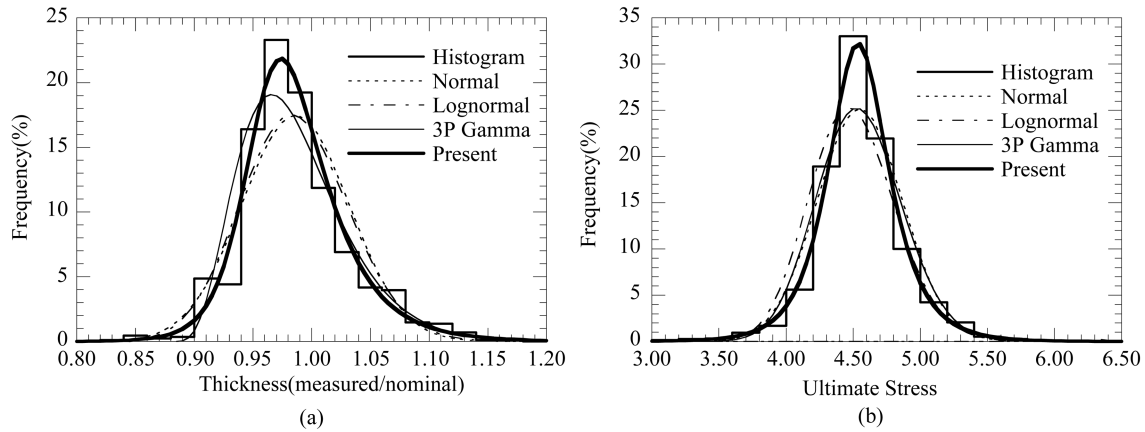 25
20
15
10
5
0
Frequency(%)
Histogram
Normal
Lognormal
3P Gamma
Present
0.80 0.85 0.90 0.95 1.00 1.05 1.10 1.15 1.20
Thickness(measured/nominal)
(a)
35
30
25
20
15
10
5
0
Frequency(%)
Histogram
Normal
Lognormal
3P Gamma
Present
3.00 4.00 4.50 5.00 5.50 6.00 6.50
Ultimate Stress
(b)